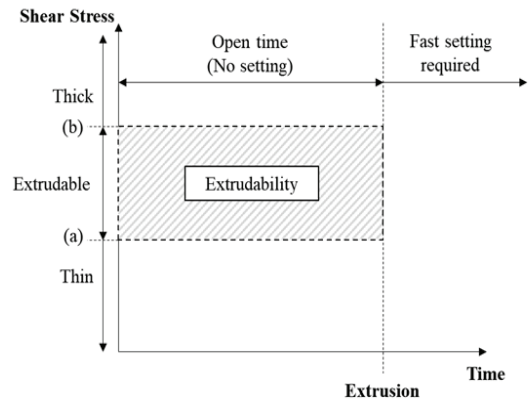 Shear Stress
Open time
(No setting)
Fast setting
required
Thick
(b)
Extrudable
Extrudability
(a)
Thin
Time
Extrusion